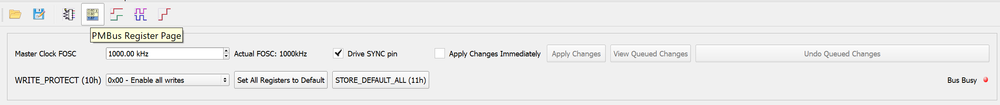 0.60
0.80
1.87
PMBus Register Page
Master Clock FOSC 1000.00 kHz Actual FOSC: 1000kHz Drive SYNC pin Apply Changes Immediately Apply Changes View Queued Changes Undo Queued Changes
WRITE_PROTECT (10h) 0x00 - Enable all writes Set All Registers to Default STORE_DEFAULT_ALL (11h) Bus Busy